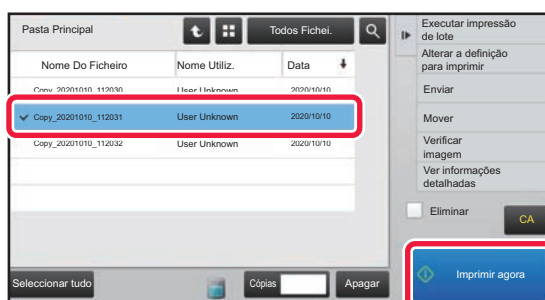 Pasta Principal
Todos Fichei.
Nome Do Ficheiro
Nome Utiliz.
Data
Copy_20201010_112030
User Unknown
2020/10/10
Copy_20201010_112031
User Unknown
2020/10/10
Copy_20201010_112032
User Unknown
2020/10/10
Seleccionar tudo
Cópias
Apagar
Executar impressão
de lote
Alterar a definição
para imprimir
Enviar
Mover
Verificar
imagem
Ver informações
detalhadas
Eliminar
CA
Imprimir agora